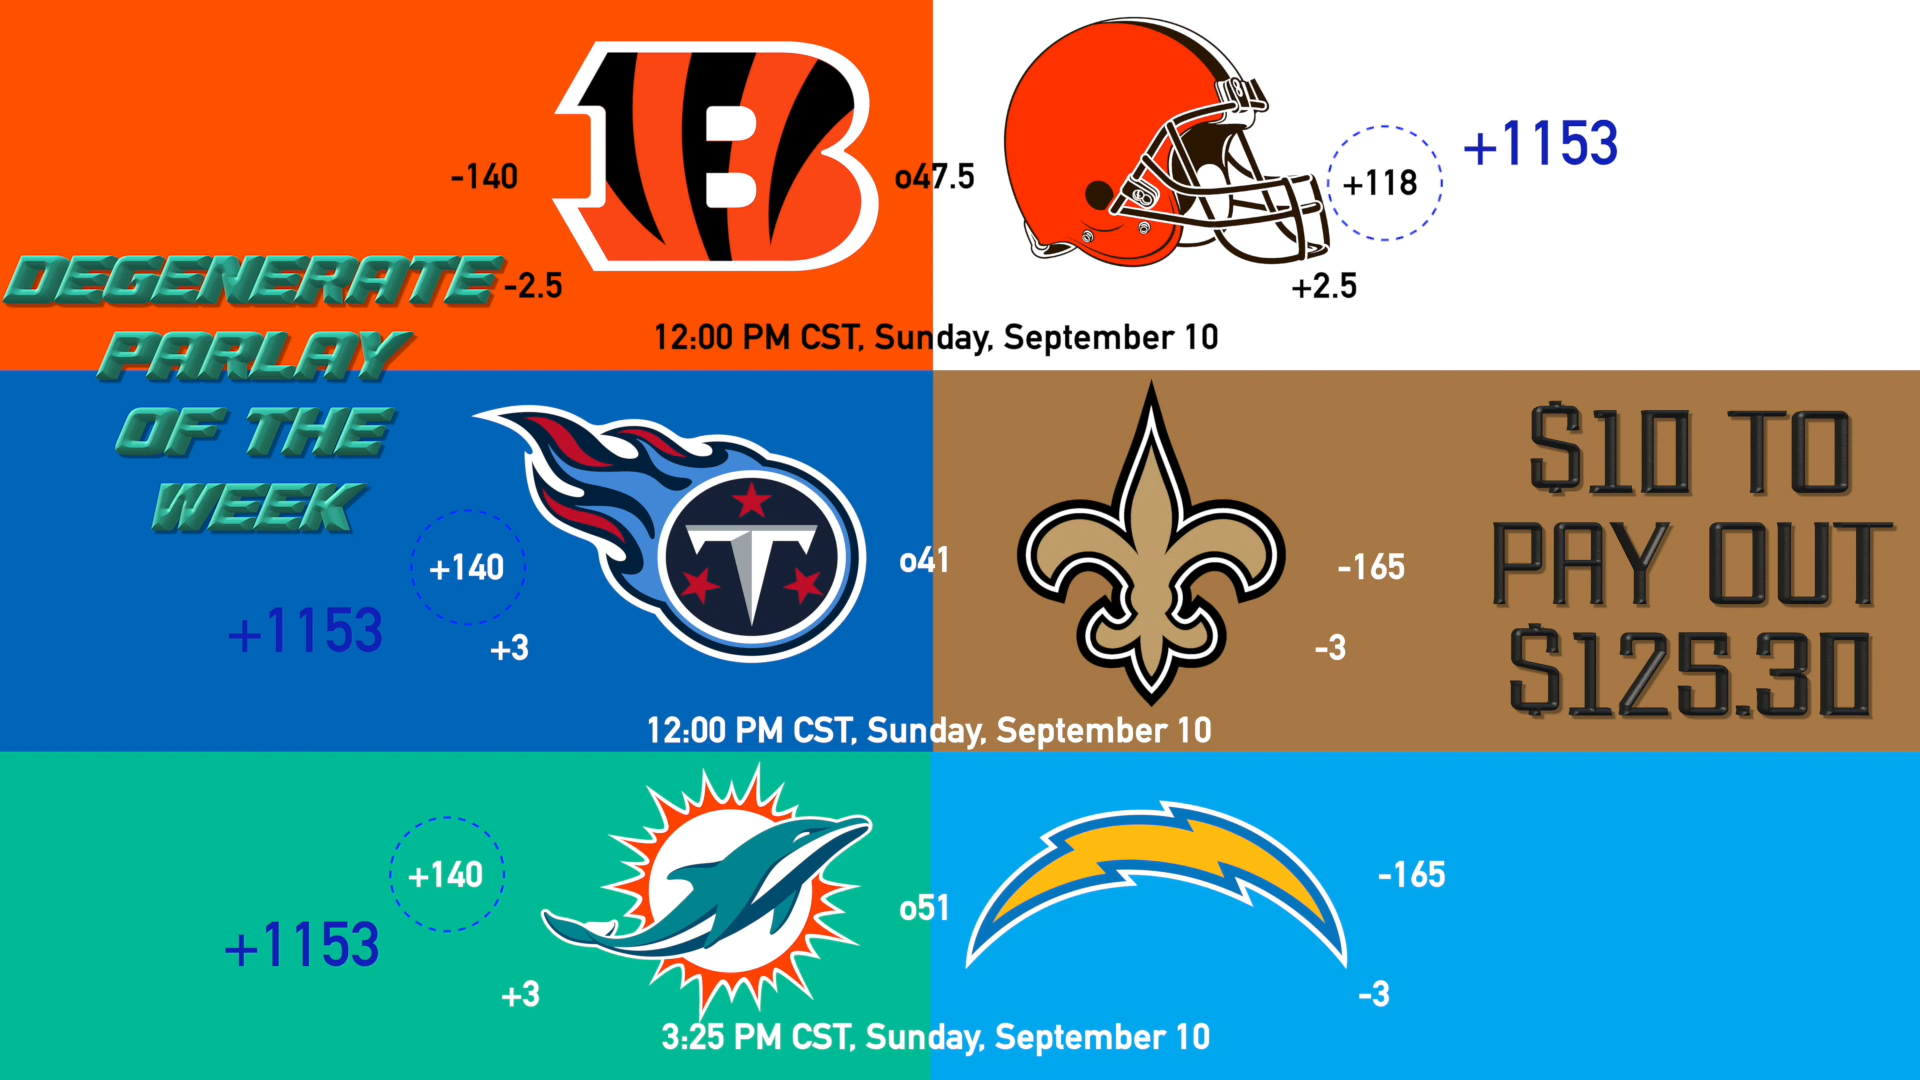 -140
o47.5
+118
+1153
-2.5
+2.5
12:00 PM CST, Sunday, September 10
DEGENERATE
PARLAY
OF THE
WEEK
+140
+1153
+3
T
o41
-165
-3
$10 TO
PAY OUT
$125.30
12:00 PM CST, Sunday, September 10
+140
+1153
+3
o51
-165
-3
3:25 PM CST, Sunday, September 10